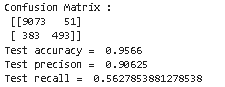 Confusion Matrix :
[[9073   51]
[ 383  493]]
Test accuracy =  0.9566
Test precison =  0.90625
Test recall =  0.5627853881278538